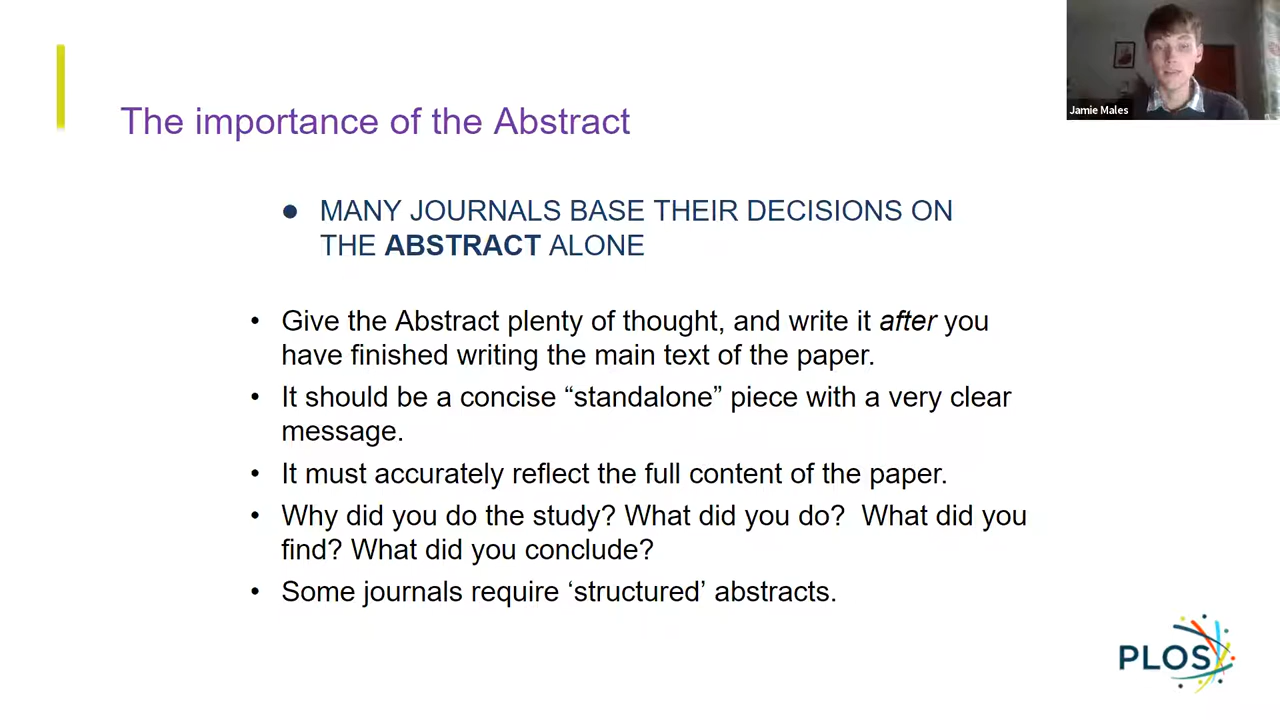 The importance of the Abstract
● MANY JOURNALS BASE THEIR DECISIONS ON
THE ABSTRACT ALONE
• Give the Abstract plenty of thought, and write it after you
have finished writing the main text of the paper.
• It should be a concise “standalone” piece with a very clear
message.
• It must accurately reflect the full content of the paper.
• Why did you do the study? What did you do?  What did you
find? What did you conclude?
• Some journals require ‘structured’ abstracts.
Jamie Males
PLOS